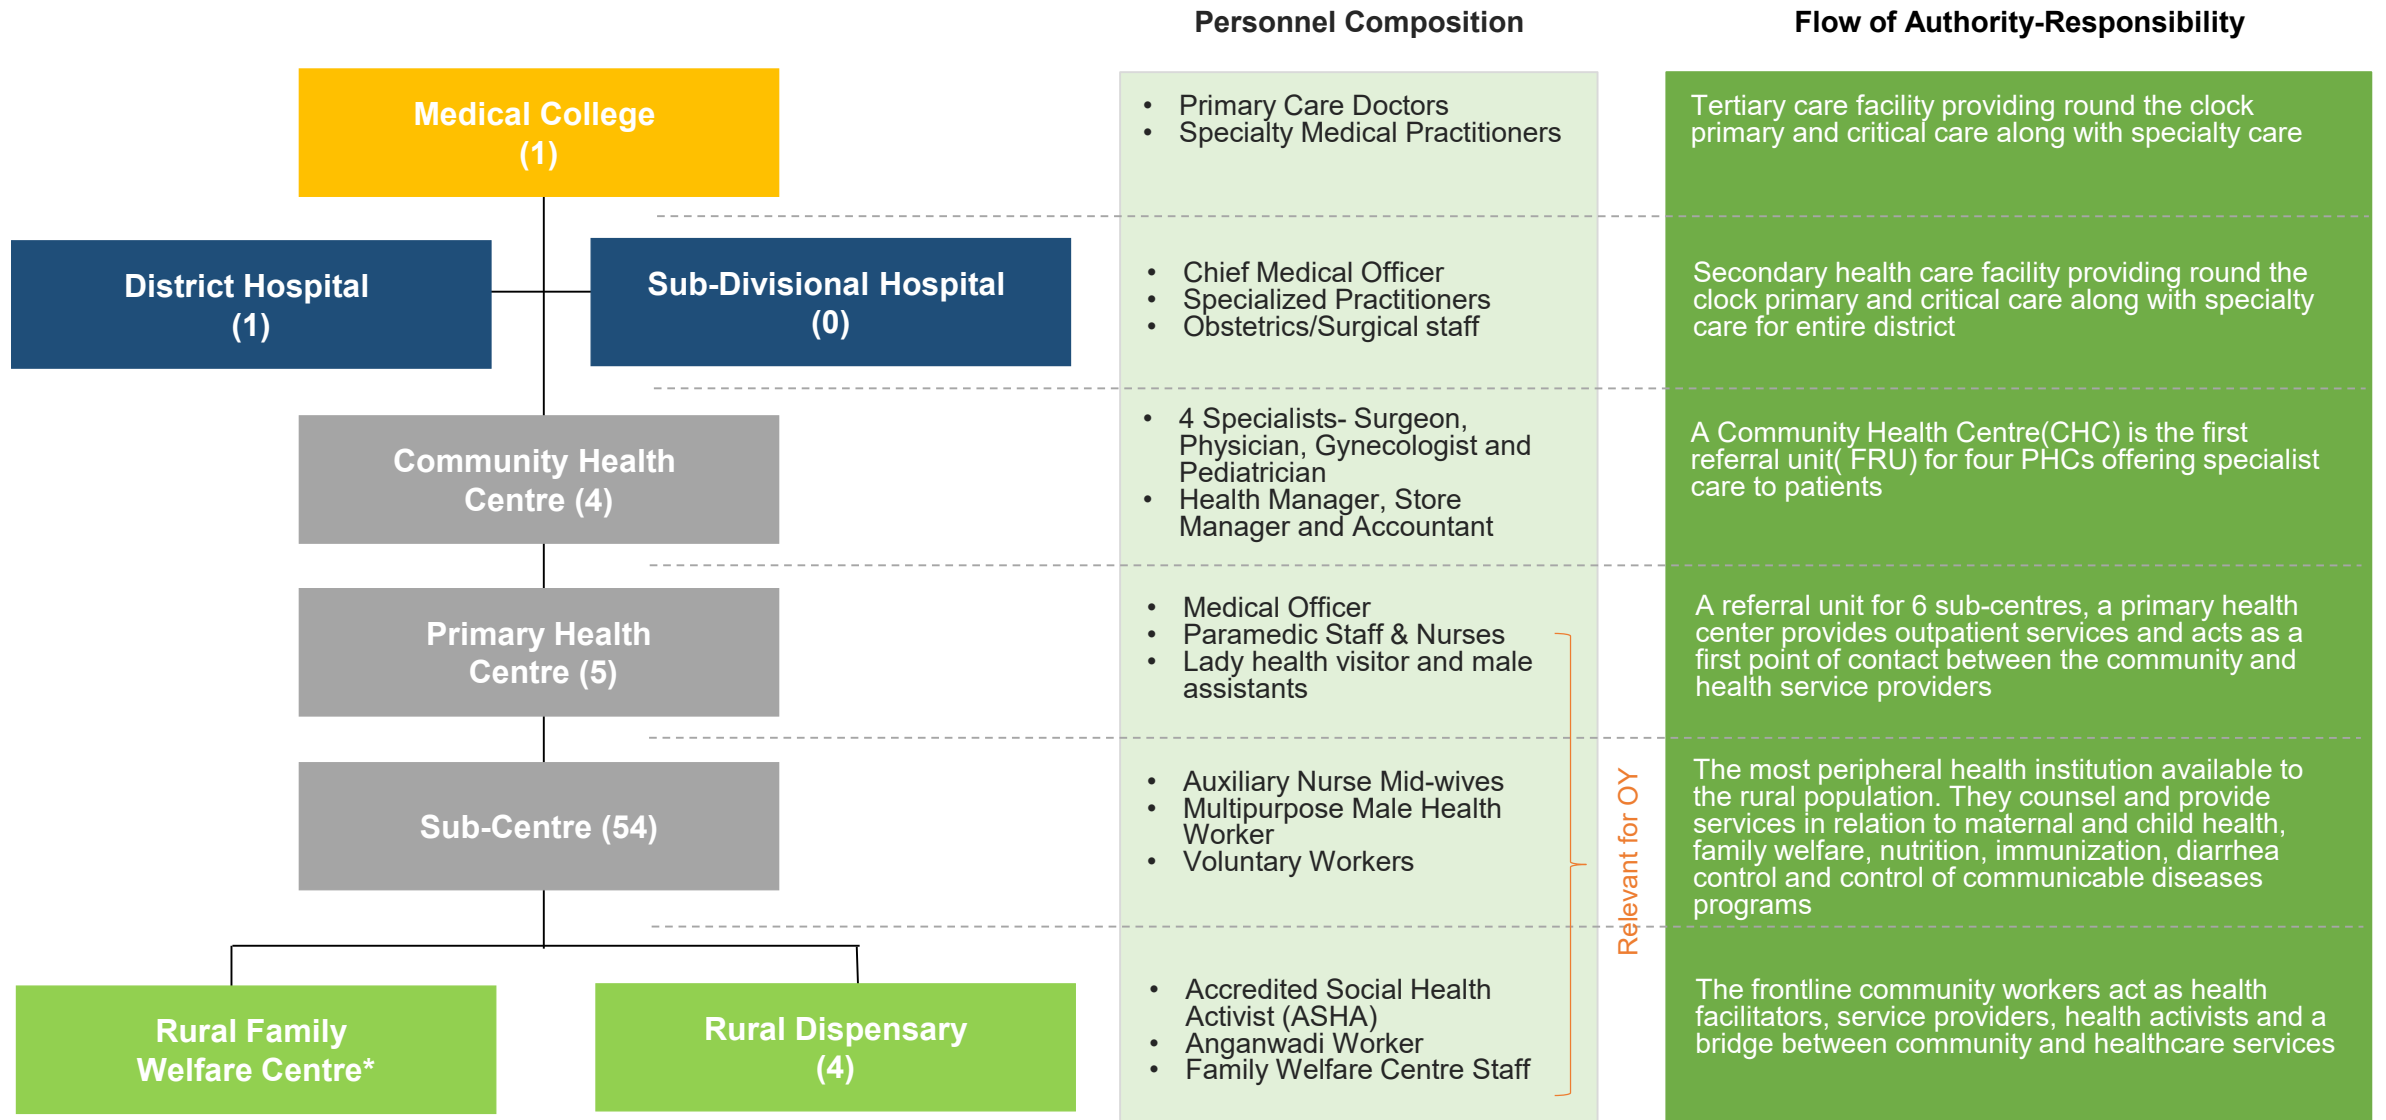 Personnel Composition
Flow of Authority-Responsibility
Medical College
(1)
• Primary Care Doctors
• Specialty Medical Practitioners
Tertiary care facility providing round the clock
primary and critical care along with specialty care
District Hospital
(1)
Sub-Divisional Hospital
(0)
• Chief Medical Officer
• Specialized Practitioners
• Obstetrics/Surgical staff
Secondary health care facility providing round the
clock primary and critical care along with specialty
care for entire district
Community Health
Centre (4)
• 4 Specialists- Surgeon,
Physician, Gynecologist and
Pediatrician
• Health Manager, Store
Manager and Accountant
A Community Health Centre(CHC) is the first
referral unit( FRU) for four PHCs offering specialist
care to patients
Primary Health
Centre (5)
• Medical Officer
• Paramedic Staff & Nurses
• Lady health visitor and male
assistants
A referral unit for 6 sub-centres, a primary health
center provides outpatient services and acts as a
first point of contact between the community and
health service providers
Sub-Centre (54)
• Auxiliary Nurse Mid-wives
• Multipurpose Male Health
Worker
• Voluntary Workers
Relevant for OY
The most peripheral health institution available to
the rural population. They counsel and provide
services in relation to maternal and child health,
family welfare, nutrition, immunization, diarrhea
control and control of communicable diseases
programs
Rural Family
Welfare Centre*
Rural Dispensary
(4)
• Accredited Social Health
Activist (ASHA)
• Anganwadi Worker
• Family Welfare Centre Staff
The frontline community workers act as health
facilitators, service providers, health activists and a
bridge between community and healthcare services